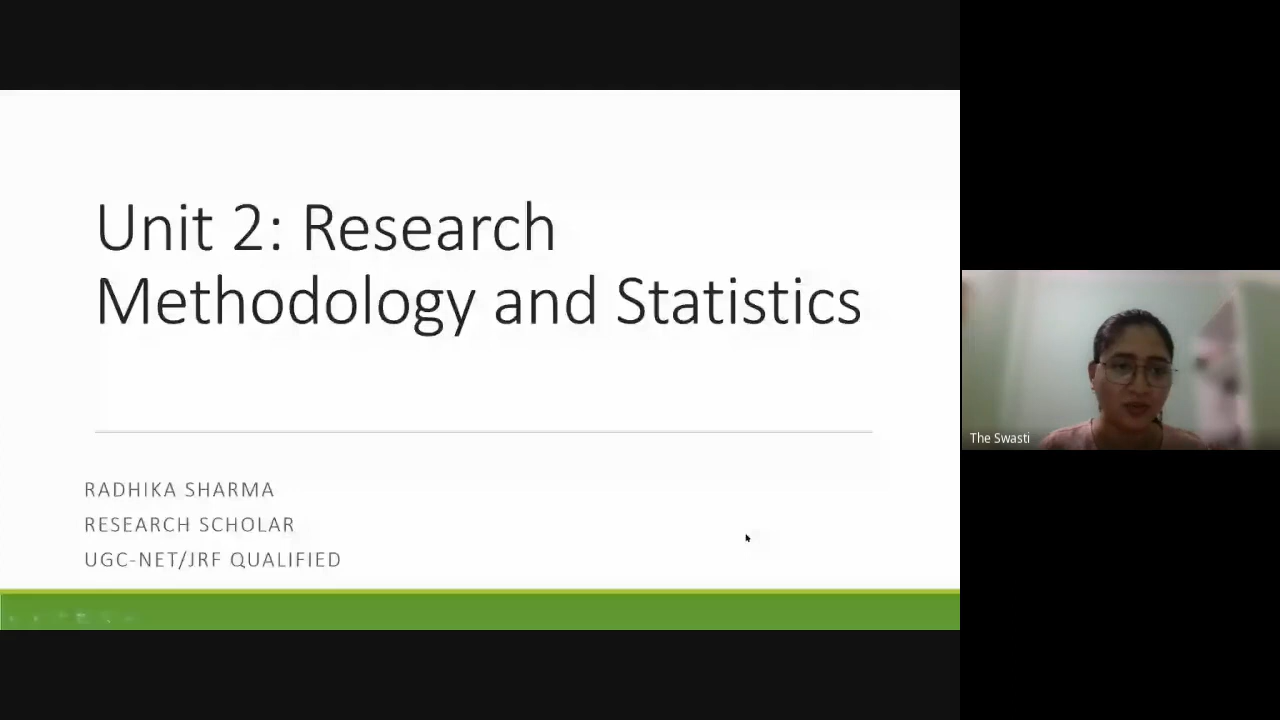 Unit 2: Research
Methodology and Statistics
RADHIKA SHARMA
RESEARCH SCHOLAR
UGC-NET/JRF QUALIFIED
The Swasti